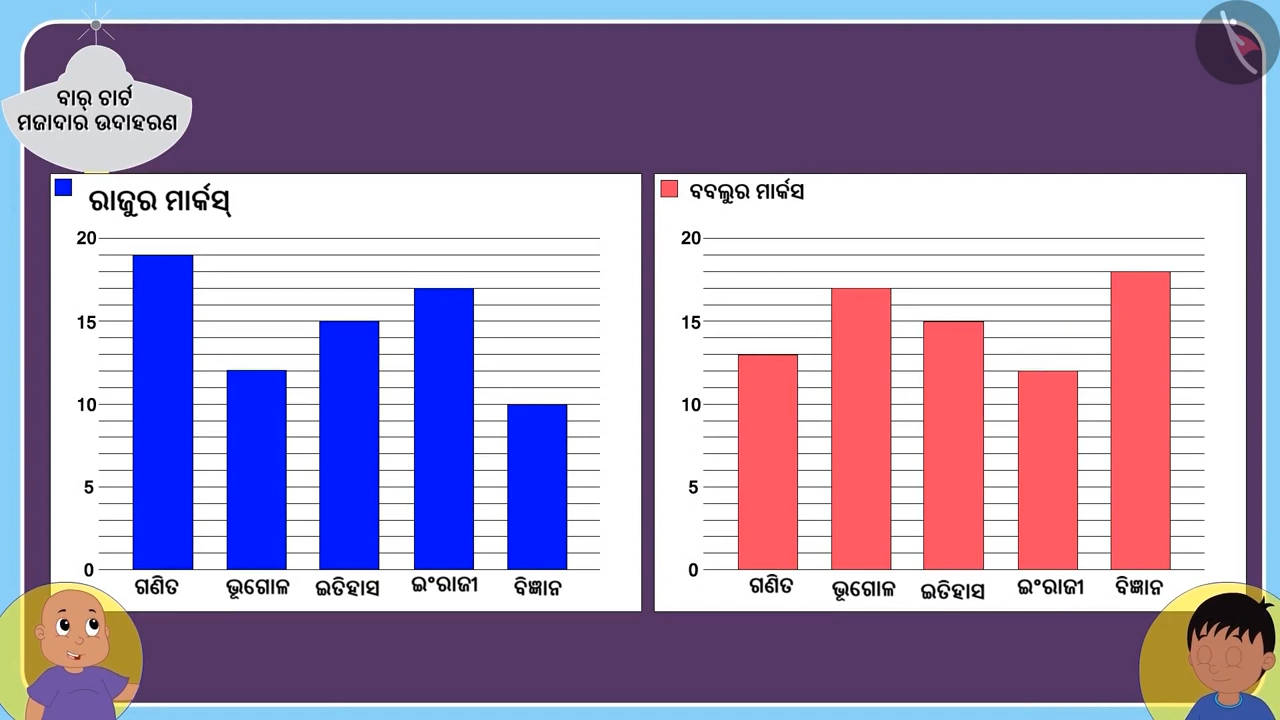 ବାର୍ ଚାର୍ଟ
ମଜାଦାର ଉଦାହରଣ
ରାଜୁର ମାର୍କସ୍
20
15
10
5
0
ଗଣିତ ଭୂଗୋଳ ଇତିହାସ ଇଂରାଜୀ ବିଜ୍ଞାନ
ବବଲୁର ମାର୍କସ
20
15
10
5
0
ଗଣିତ ଭୂଗୋଳ ଇତିହାସ ଇଂରାଜୀ ବିଜ୍ଞାନ